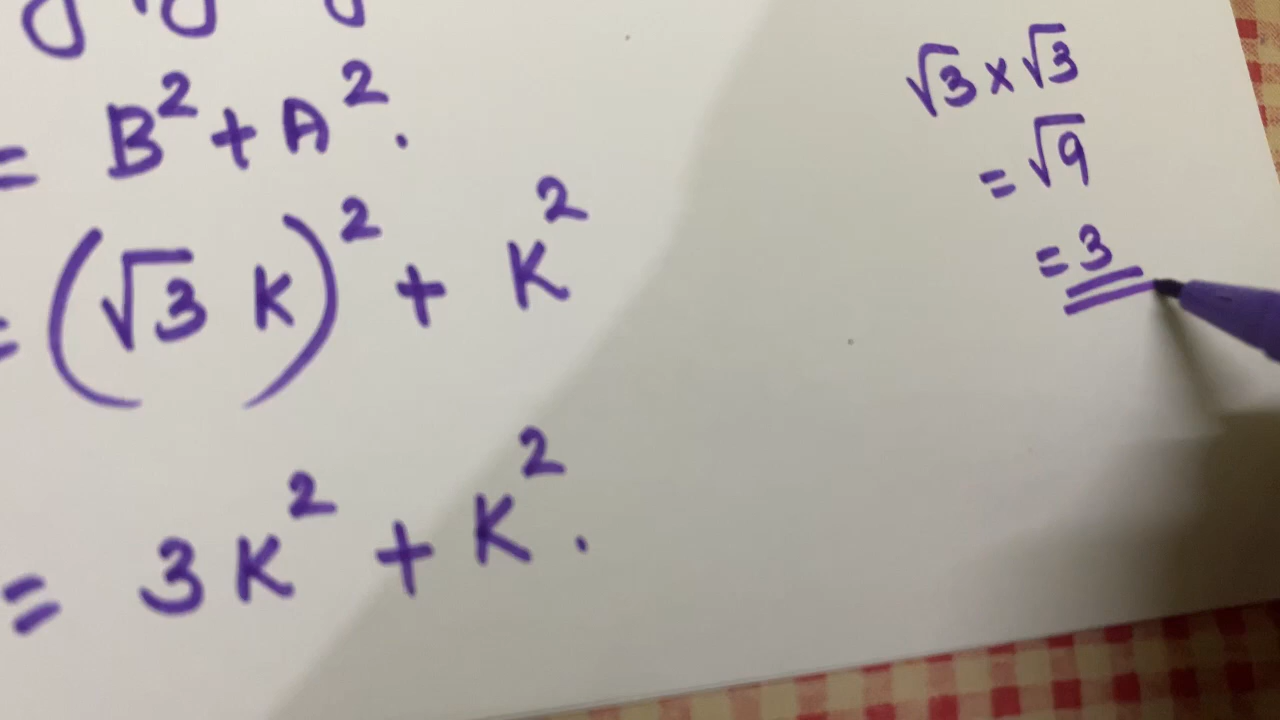 = B² + A².
= (√3 K)² + K²
= 3K² + K².
√3 × √3
= √9
= 3